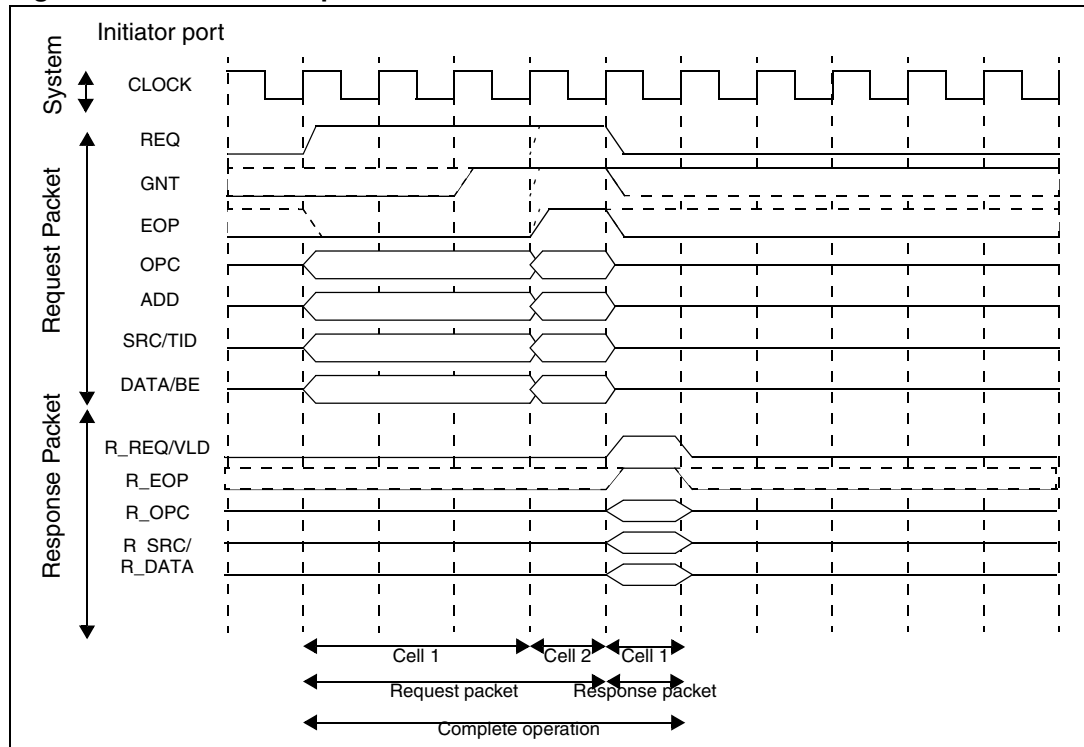 Initiator port
System
CLOCK
Request Packet
REQ
GNT
EOP
OPC
ADD
SRC/TID
DATA/BE
Response Packet
R_REQ/VLD
R_EOP
R_OPC
R_SRC/
R_DATA
Cell 1
Cell 2
Cell 1
Request packet
Response packet
Complete operation